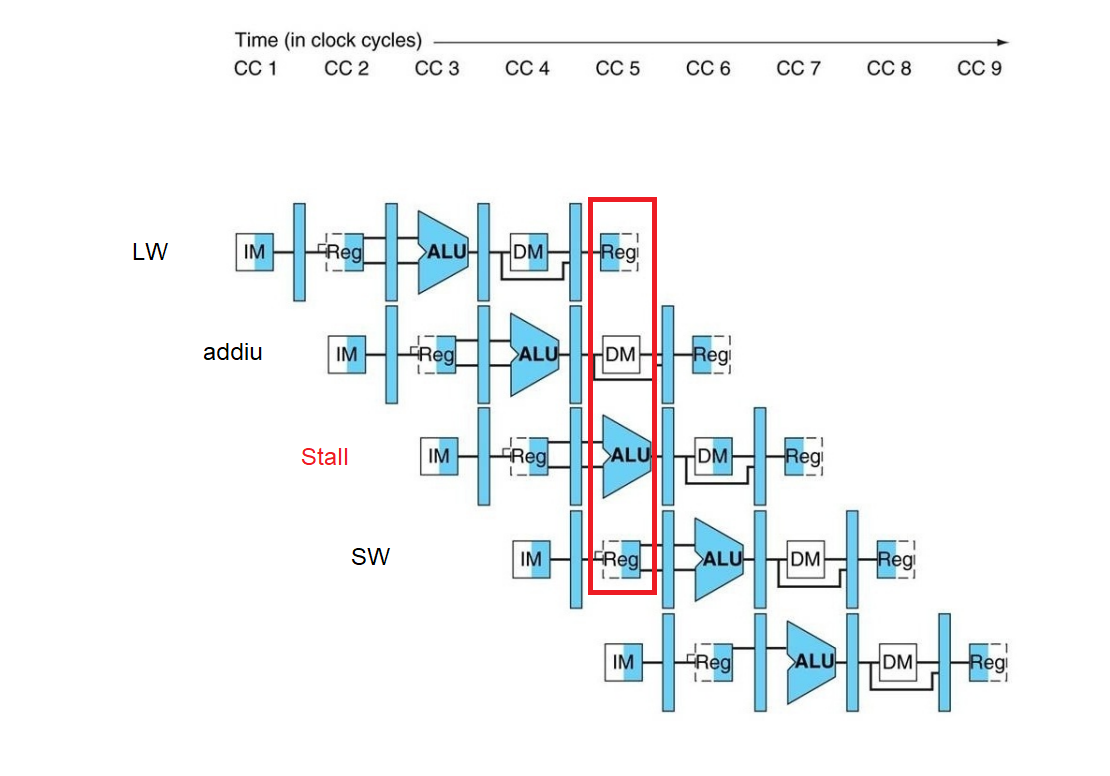 Time (in clock cycles)
CC 1 CC 2 CC 3 CC 4 CC 5 CC 6 CC 7 CC 8 CC 9
LW IM Reg ALU DM Reg
addiu IM Reg ALU DM Reg
Stall IM Reg ALU DM Reg
SW IM Reg ALU DM Reg
IM Reg ALU DM Reg